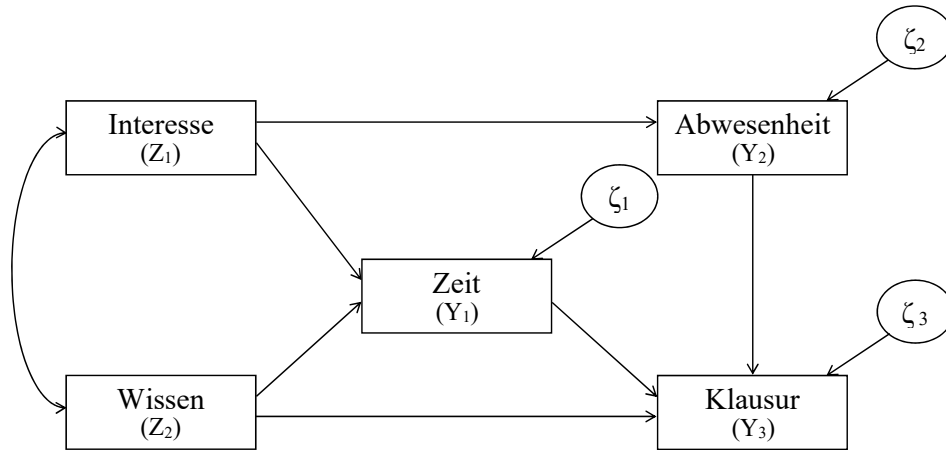 ζ₂
Interesse
(Z₁)
Abwesenheit
(Y₂)
ζ₁
Zeit
(Y₁)
ζ₃
Wissen
(Z₂)
Klausur
(Y₃)